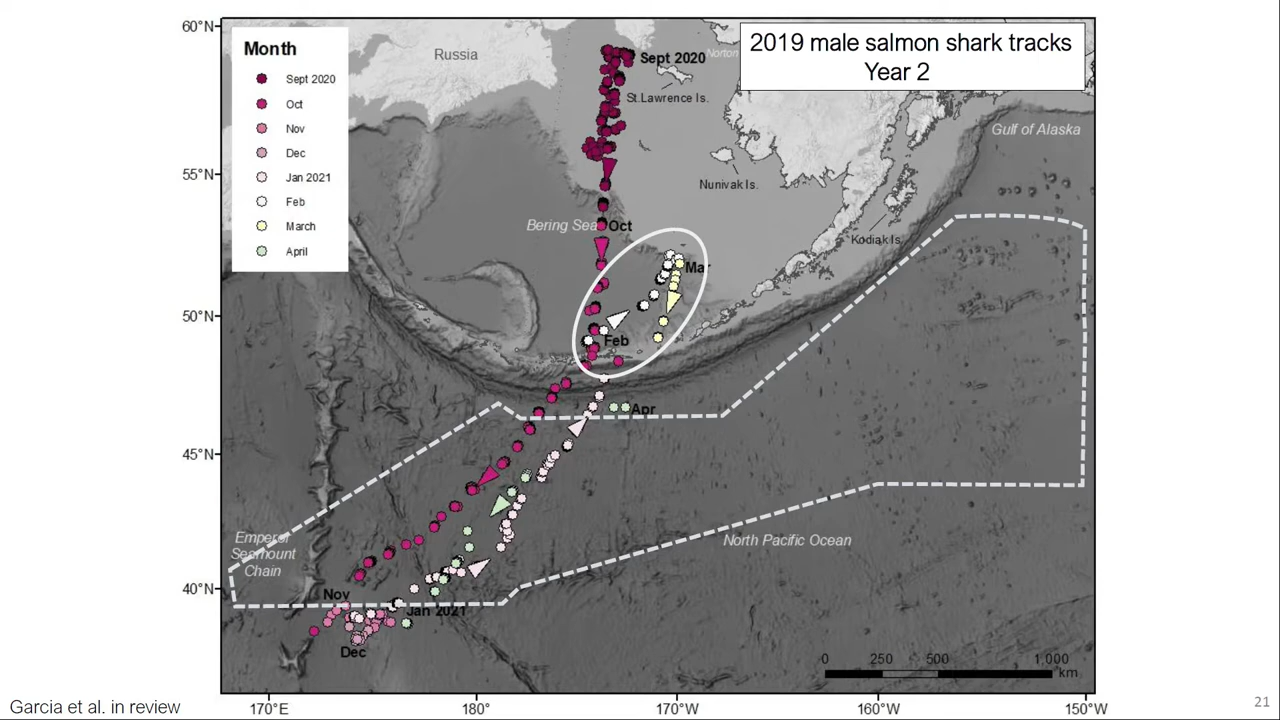 2019 male salmon shark tracks
Year 2
60°N
55°N
50°N
45°N
40°N
Month
Sept 2020
Oct
Nov
Dec
Jan 2021
Feb
March
April
Russia
Sept 2020
Norton
St.Lawrence Is.
Gulf of Alaska
Nunivak Is.
Bering Sea
Oct
Kodiak Is.
Mar
Feb
Apr
Emperor
Seamount
Chain
North Pacific Ocean
Nov
Jan 2021
Dec
0 250 500 1,000
km
170°E
180°
170°W
160°W
150°W
Garcia et al. in review
21